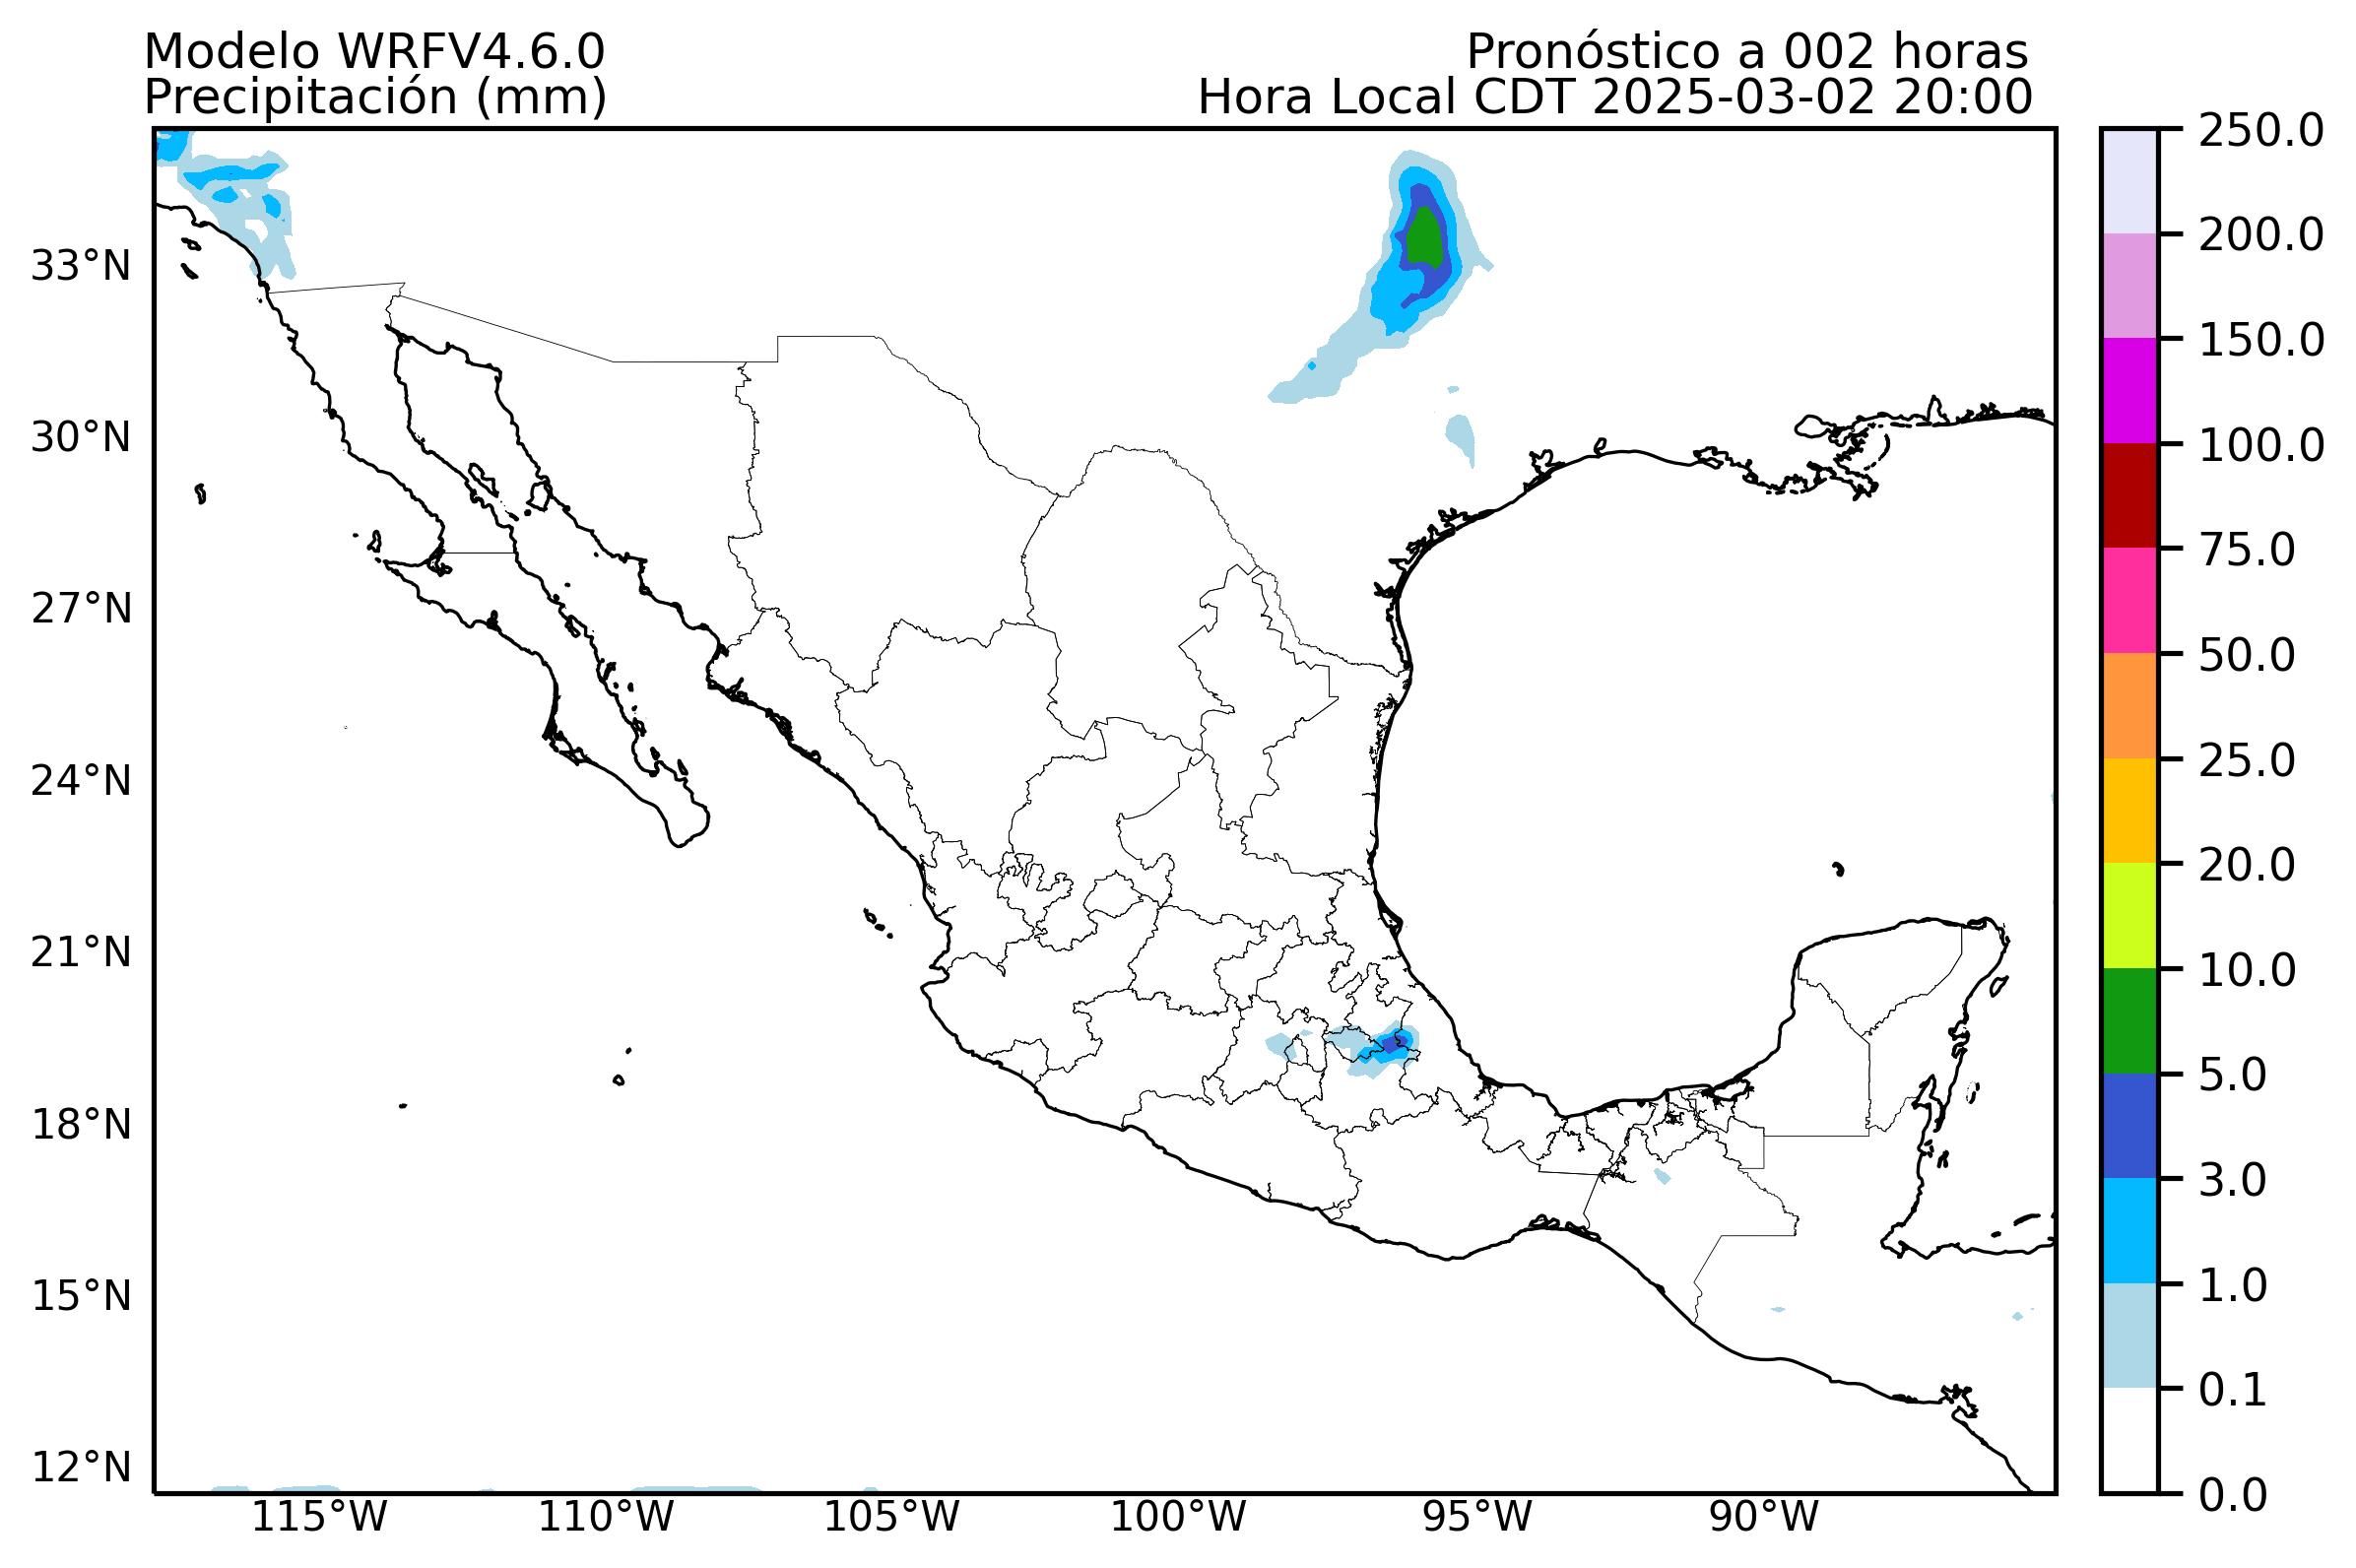 Modelo WRFV4.6.0
Precipitación (mm)
Pronóstico a 002 horas
Hora Local CDT 2025-03-02 20:00
33°N
30°N
27°N
24°N
21°N
18°N
15°N
12°N
115°W
110°W
105°W
100°W
95°W
90°W
250.0
200.0
150.0
100.0
75.0
50.0
25.0
20.0
10.0
5.0
3.0
1.0
0.1
0.0